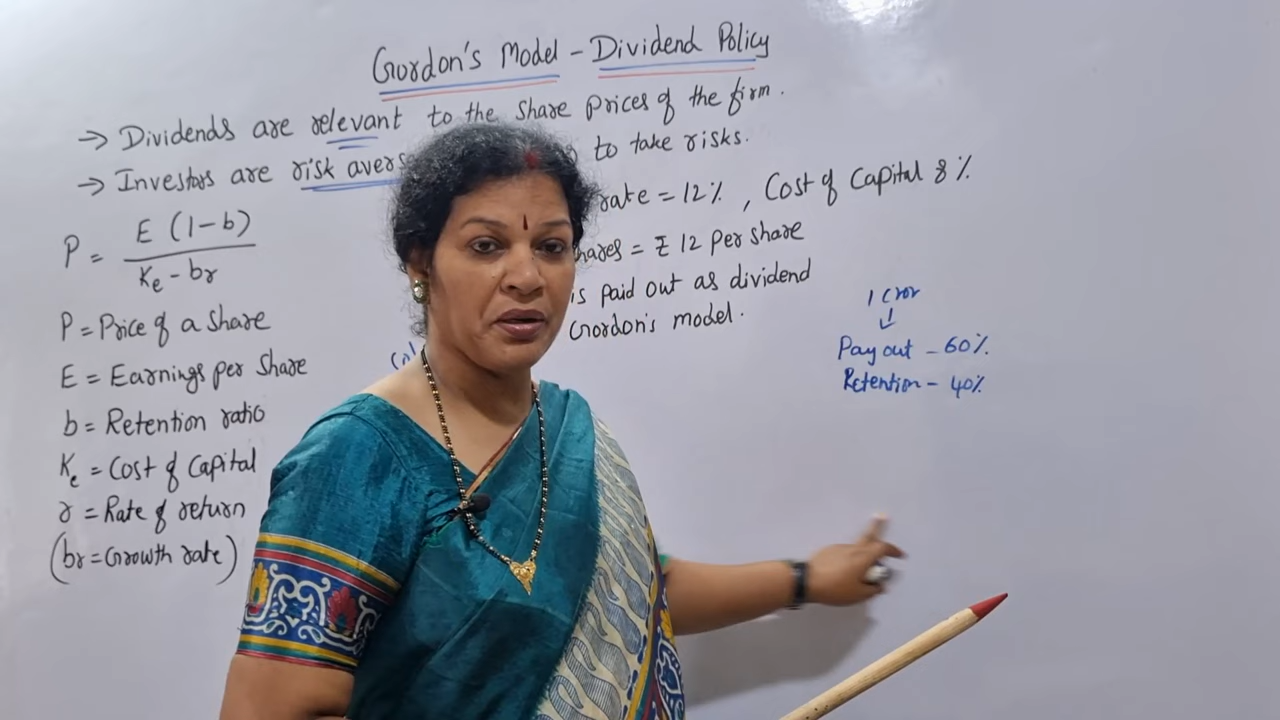 Gordon's Model - Dividend Policy
→ Dividends are relevant to the share prices of the firm.
→ Investors are risk avers to take risks.
P = E (1-b) / Ke - br
rate = 12% , Cost of Capital 8%
hares = ₹ 12 per share
is paid out as dividend
Gordon's model.
P = Price of a Share
E = Earnings per Share
b = Retention ratio
Ke = Cost of Capital
r = Rate of return
(br = Growth rate)
1 Cror
↓
Pay out - 60%
Retention - 40%